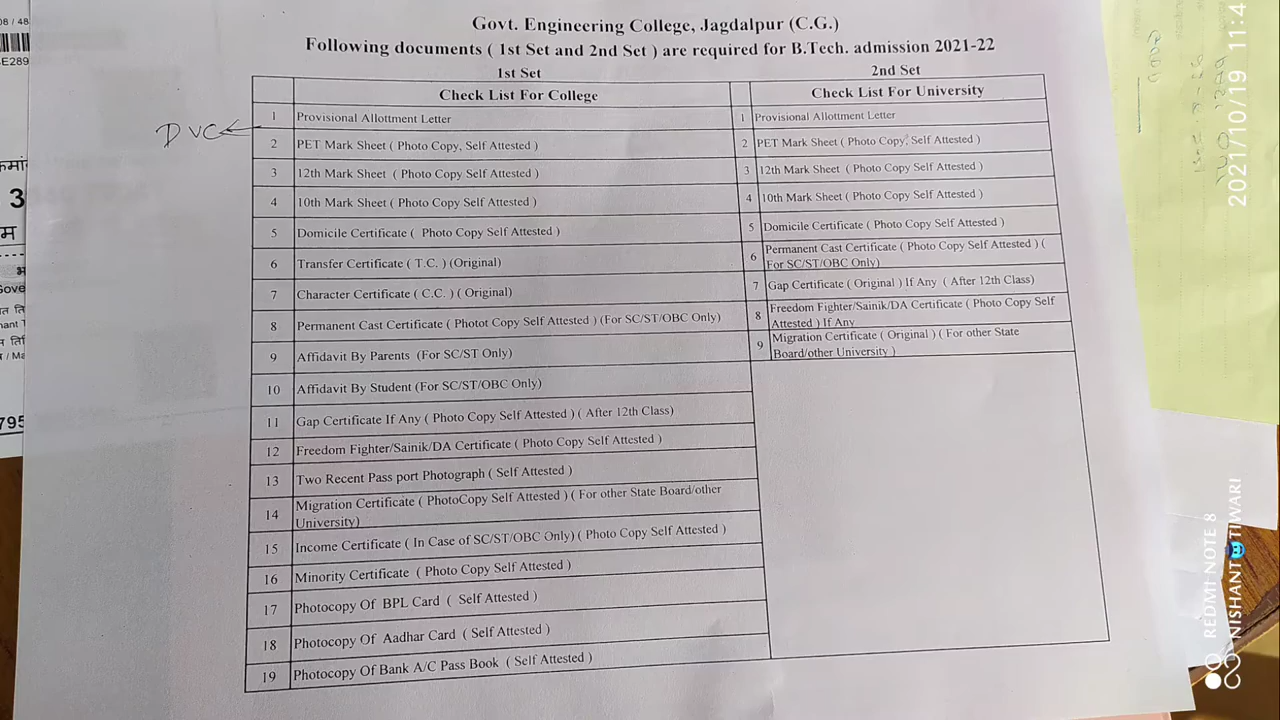 Govt. Engineering College, Jagdalpur (C.G.)
Following documents ( 1st Set and 2nd Set ) are required for B.Tech. admission 2021-22
1st Set
Check List For College
1 Provisional Allottment Letter
2 PET Mark Sheet ( Photo Copy, Self Attested )
3 12th Mark Sheet ( Photo Copy Self Attested )
4 10th Mark Sheet ( Photo Copy Self Attested )
5 Domicile Certificate ( Photo Copy Self Attested )
6 Transfer Certificate ( T.C. ) (Original)
7 Character Certificate ( C.C. ) ( Original)
8 Permanent Cast Certificate ( Photot Copy Self Attested ) (For SC/ST/OBC Only)
9 Affidavit By Parents (For SC/ST Only)
10 Affidavit By Student (For SC/ST/OBC Only)
11 Gap Certificate If Any ( Photo Copy Self Attested ) ( After 12th Class)
12 Freedom Fighter/Sainik/DA Certificate ( Photo Copy Self Attested )
13 Two Recent Pass port Photograph ( Self Attested )
14 Migration Certificate ( PhotoCopy Self Attested ) ( For other State Board/other
University)
15 Income Certificate ( In Case of SC/ST/OBC Only) ( Photo Copy Self Attested )
16 Minority Certificate ( Photo Copy Self Attested )
17 Photocopy Of BPL Card ( Self Attested )
18 Photocopy Of Aadhar Card ( Self Attested )
19 Photocopy Of Bank A/C Pass Book ( Self Attested )
2nd Set
Check List For University
1 Provisional Allottment Letter
2 PET Mark Sheet ( Photo Copy, Self Attested )
3 12th Mark Sheet ( Photo Copy Self Attested )
4 10th Mark Sheet ( Photo Copy Self Attested )
5 Domicile Certificate ( Photo Copy Self Attested )
6 Permanent Cast Certificate ( Photo Copy Self Attested ) (
For SC/ST/OBC Only)
7 Gap Certificate ( Original ) If Any ( After 12th Class)
8 Freedom Fighter/Sainik/DA Certificate ( Photo Copy Self
Attested ) If Any
9 Migration Certificate ( Original ) ( For other State
Board/other University )
DVC
08 / 48
E289
3
795
2021/10/19 11:4
REDMI NOTE 8
NISHANT TIWARI